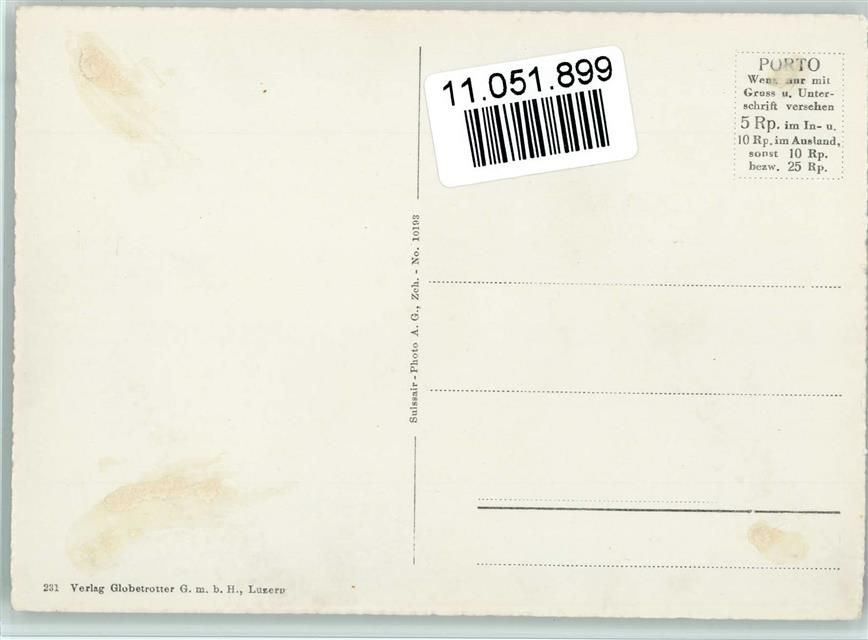 11.051.899
PORTO
Wenn nur mit
Gruss u. Unter-
schrift versehen
5 Rp. im In- u.
10 Rp. im Ausland,
sonst 10 Rp.
bezw. 25 Rp.
Suissair-Photo A. G., Zch. - No. 10193
231 Verlag Globetrotter G. m. b. H., Luzern